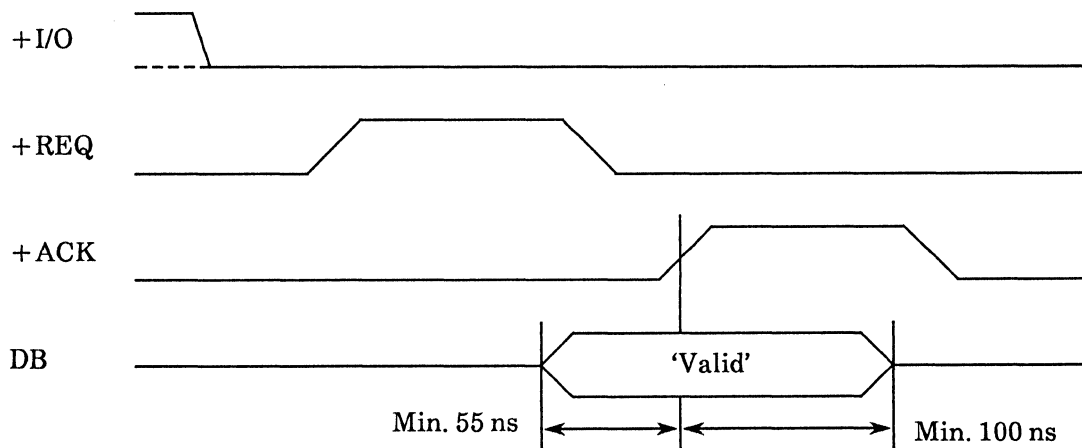 +I/O
+REQ
+ACK
DB
'Valid'
Min. 55 ns
Min. 100 ns